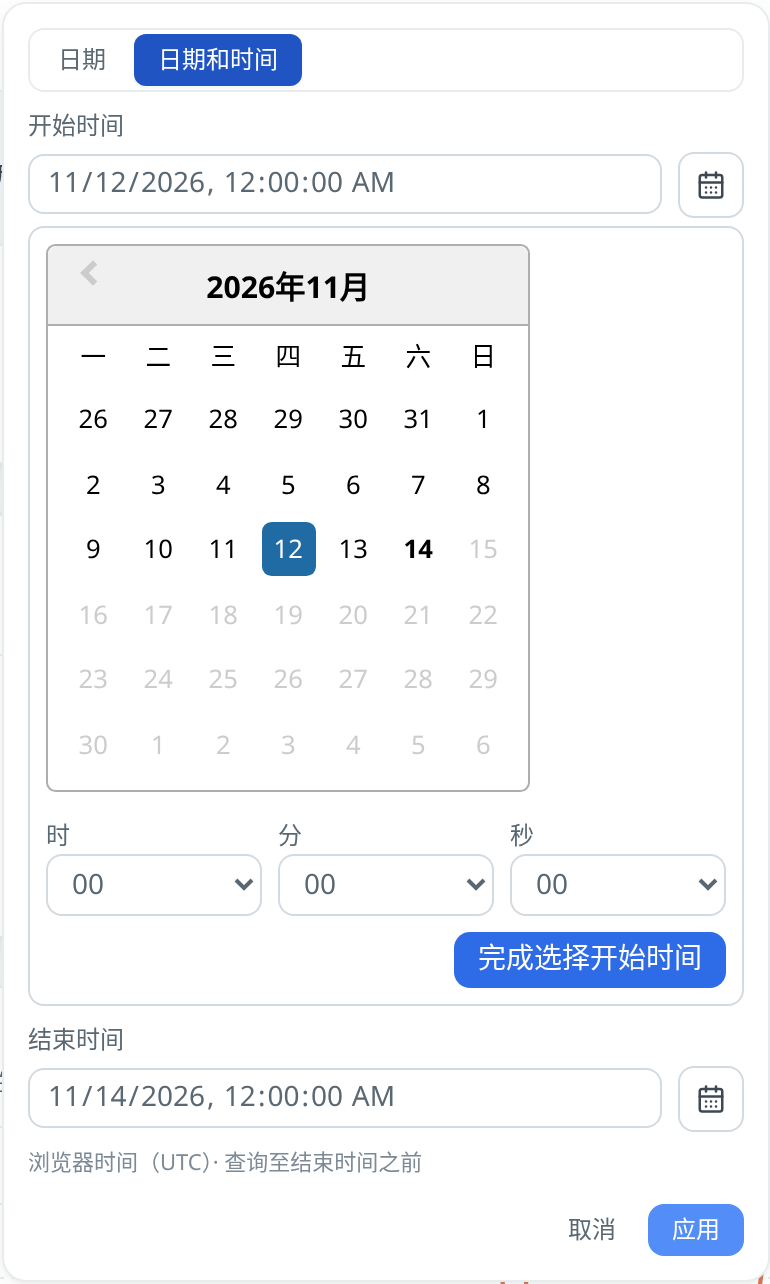 日期 日期和时间
开始时间
11/12/2026, 12:00:00 AM
2026年11月
一 二 三 四 五 六 日
26 27 28 29 30 31 1
2 3 4 5 6 7 8
9 10 11 12 13 14 15
16 17 18 19 20 21 22
23 24 25 26 27 28 29
30 1 2 3 4 5 6
时 分 秒
00 00 00
完成选择开始时间
结束时间
11/14/2026, 12:00:00 AM
浏览器时间（UTC）· 查询至结束时间之前
取消 应用